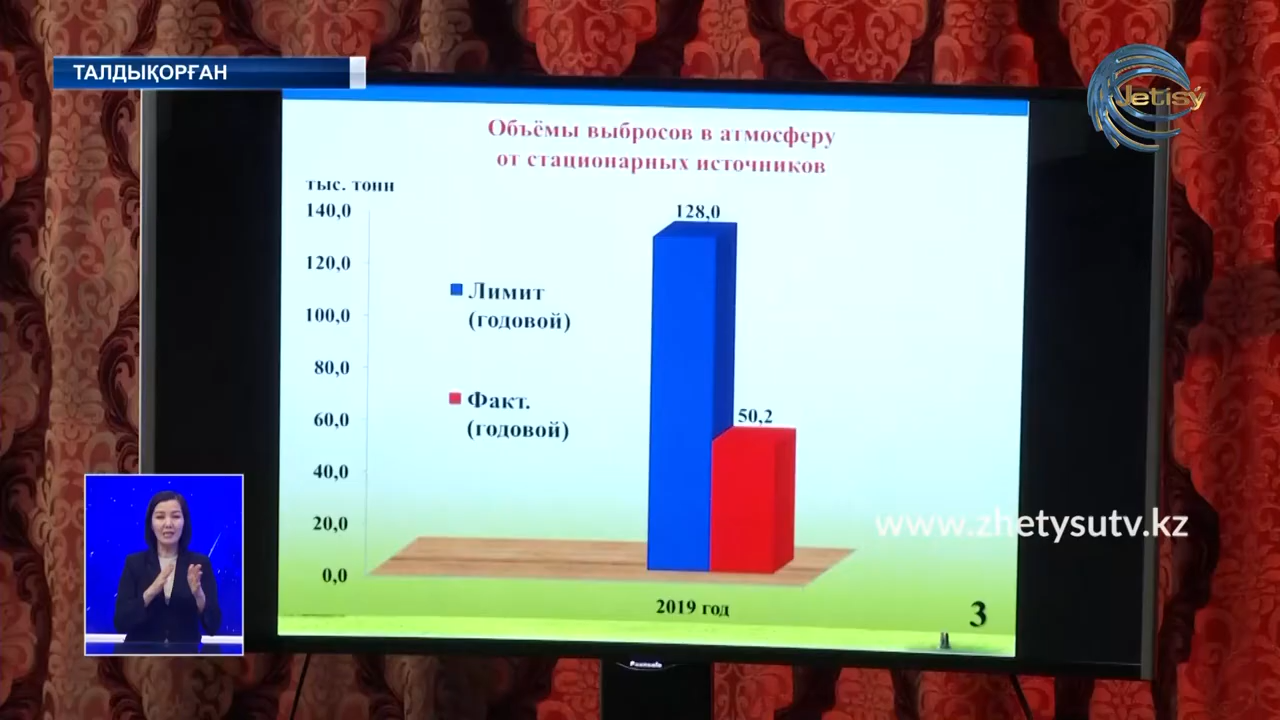 ТАЛДЫҚОРҒАН
Jetisý
Объёмы выбросов в атмосферу
от стационарных источников
тыс. тонн
140,0
120,0
100,0
80,0
60,0
40,0
20,0
0,0
128,0
50,2
Лимит
(годовой)
Факт.
(годовой)
2019 год
3
www.zhetysutv.kz